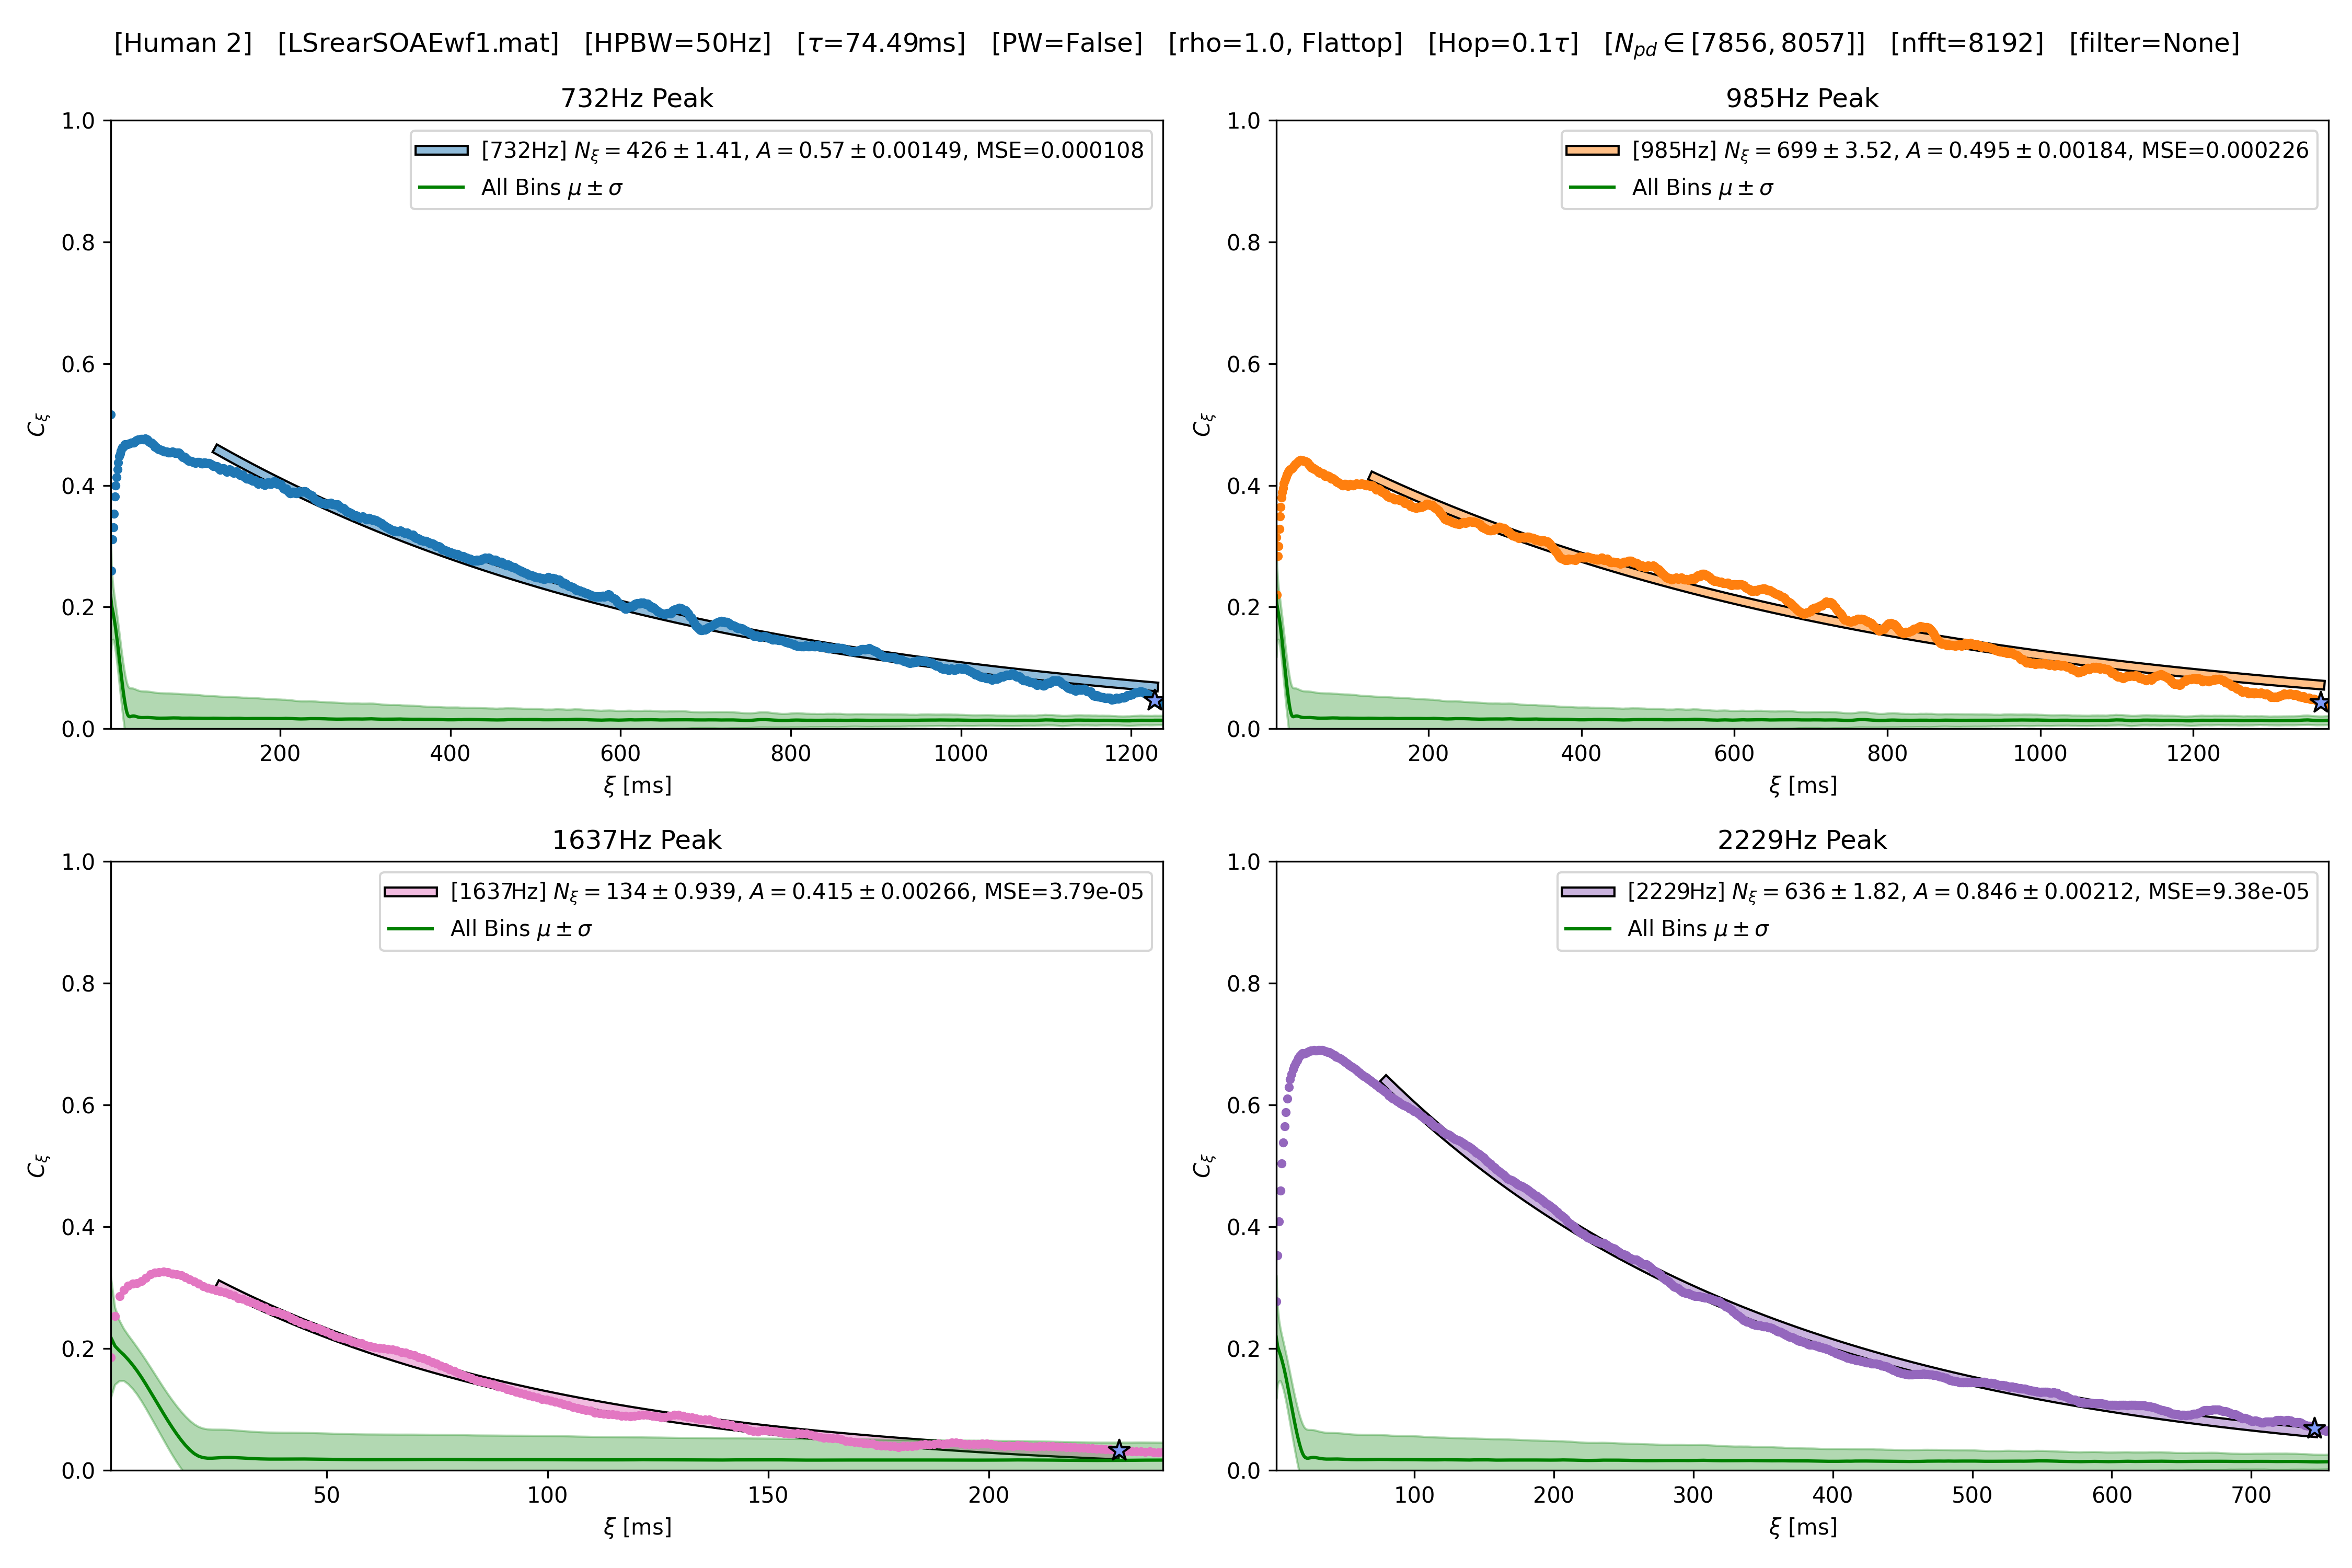 [Human 2] [LSrearSOAEwf1.mat] [HPBW=50Hz] [τ=74.49ms] [PW=False] [rho=1.0, Flattop] [Hop=0.1τ] [N_pd ∈ [7856, 8057]] [nfft=8192] [filter=None]
732Hz Peak
1.0
0.8
0.6
0.4
0.2
0.0
C_ξ
[732Hz] N_ξ = 426 ± 1.41, A = 0.57 ± 0.00149, MSE=0.000108
All Bins μ ± σ
200 400 600 800 1000 1200
ξ [ms]
985Hz Peak
1.0
0.8
0.6
0.4
0.2
0.0
C_ξ
[985Hz] N_ξ = 699 ± 3.52, A = 0.495 ± 0.00184, MSE=0.000226
All Bins μ ± σ
200 400 600 800 1000 1200
ξ [ms]
1637Hz Peak
1.0
0.8
0.6
0.4
0.2
0.0
C_ξ
[1637Hz] N_ξ = 134 ± 0.939, A = 0.415 ± 0.00266, MSE=3.79e-05
All Bins μ ± σ
50 100 150 200
ξ [ms]
2229Hz Peak
1.0
0.8
0.6
0.4
0.2
0.0
C_ξ
[2229Hz] N_ξ = 636 ± 1.82, A = 0.846 ± 0.00212, MSE=9.38e-05
All Bins μ ± σ
100 200 300 400 500 600 700
ξ [ms]